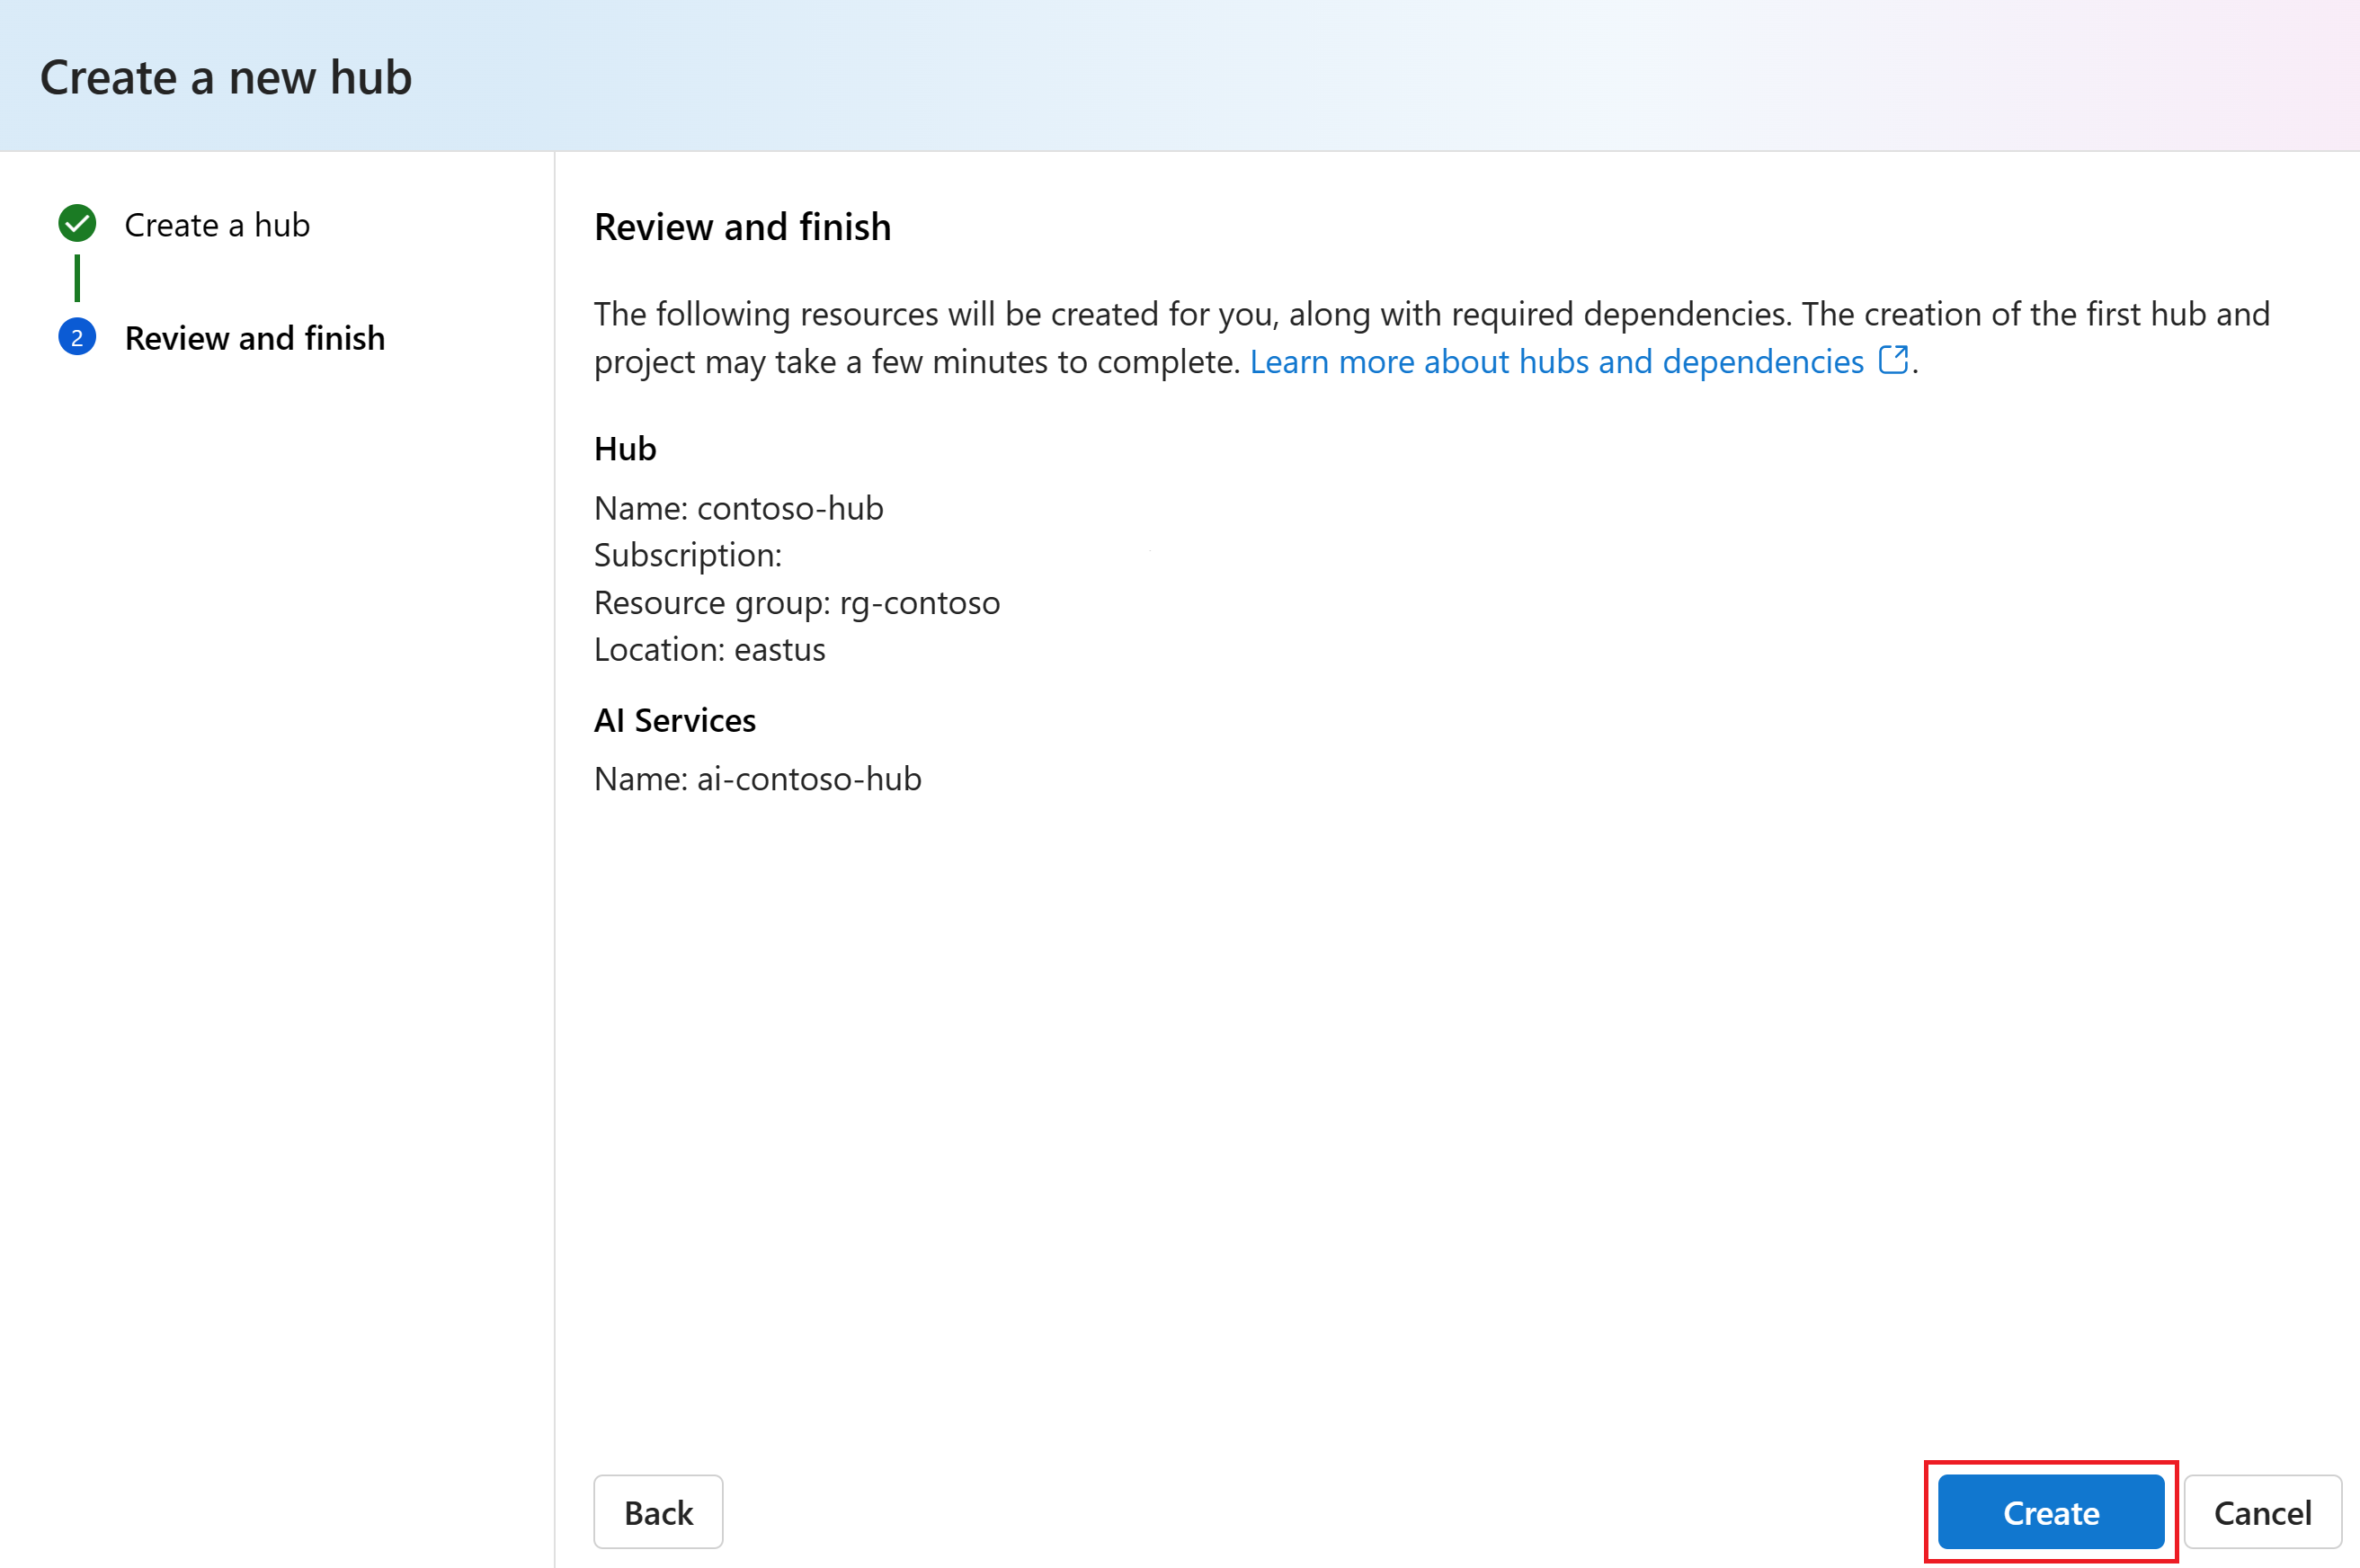 Create a new hub
Create a hub
2
Review and finish
Review and finish
The following resources will be created for you, along with required dependencies. The creation of the first hub and
project may take a few minutes to complete. Learn more about hubs and dependencies.
Hub
Name: contoso-hub
Subscription:
Resource group: rg-contoso
Location: eastus
AI Services
Name: ai-contoso-hub
Back
Create
Cancel